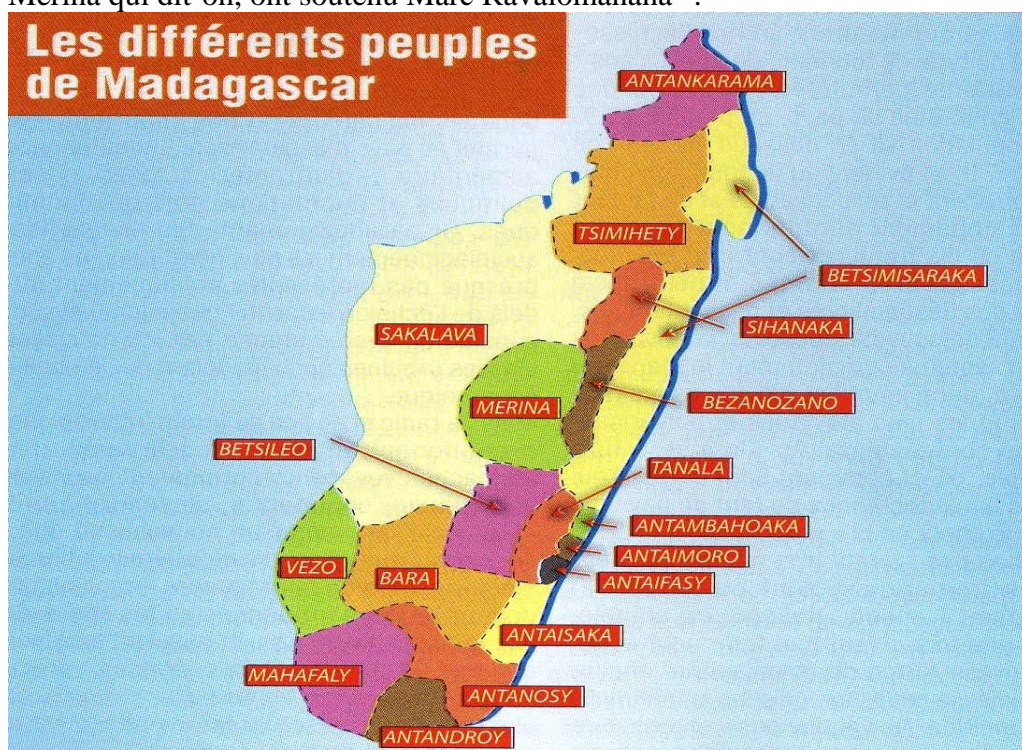 Merina qui dit-on, ont soutenu Marc Ravalomanana
Les différents peuples
de Madagascar
ANTANKARAMA
TSIMIHETY
BETSIMISARAKA
SIHANAKA
SAKALAVA
MERINA
BEZANOZANO
BETSILEO
TANALA
ANTAMBAHOAKA
ANTAIMORO
VEZO
BARA
ANTAIFASY
ANTAISAKA
MAHAFALY
ANTANOSY
ANTANDROY